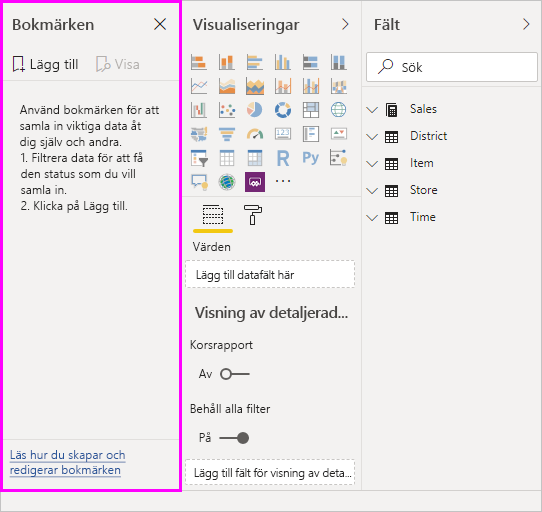 Bokmärken
Lägg till
Visa
Använd bokmärken för att
samla in viktiga data åt
dig själv och andra.
1. Filtrera data för att få
den status som du vill
samla in.
2. Klicka på Lägg till.
Läs hur du skapar och
redigerar bokmärken
Visualiseringar
123
R
Py
Värden
Lägg till datafält här
Visning av detaljerad...
Korsrapport
Av
Behåll alla filter
På
Lägg till fält för visning av deta...
Fält
Sök
Sales
District
Item
Store
Time